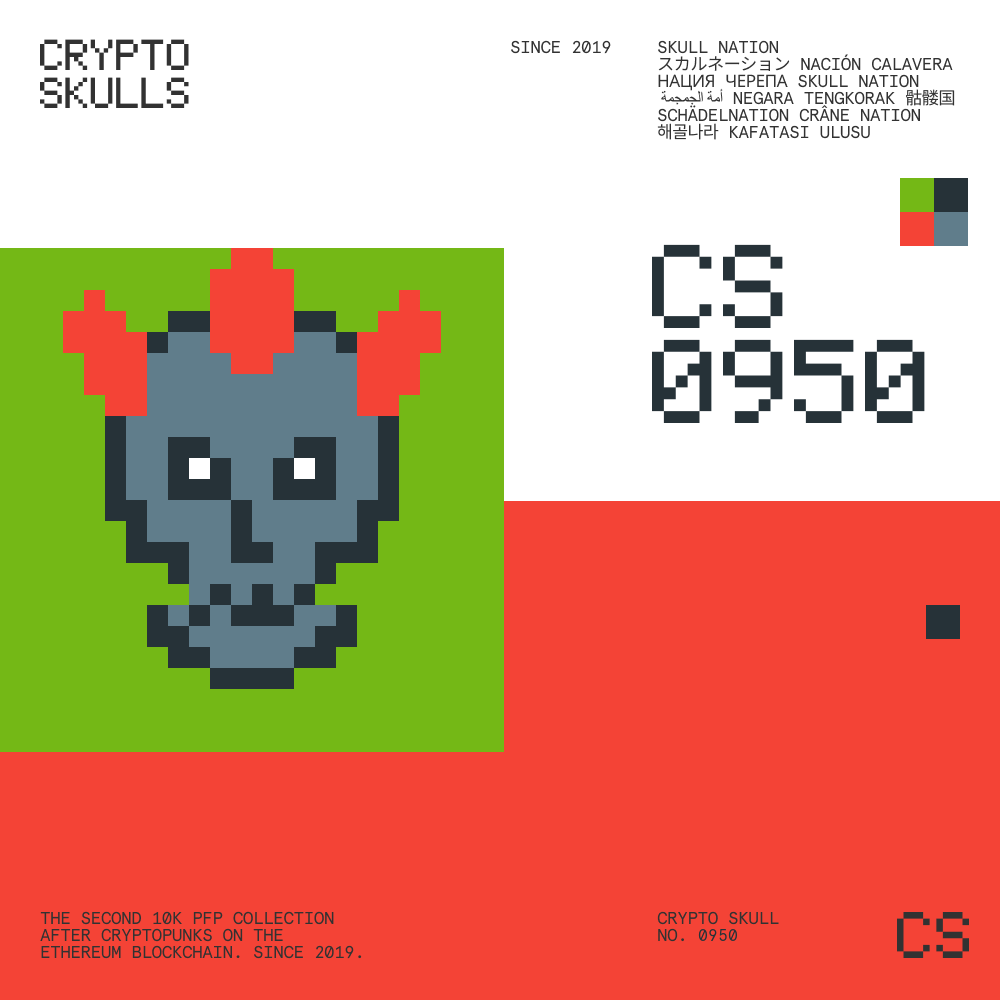 CRYPTO
SKULLS
SINCE 2019
SKULL NATION
スカルネーション NACIÓN CALAVERA
НАЦИЯ ЧЕРЕПА SKULL NATION
أمة الجمجمة NEGARA TENGKORAK 骷髅国
SCHÄDELNATION CRÂNE NATION
해골나라 KAFATASI ULUSU
CS
0950
THE SECOND 10K PFP COLLECTION
AFTER CRYPTOPUNKS ON THE
ETHEREUM BLOCKCHAIN. SINCE 2019.
CRYPTO SKULL
NO. 0950
CS